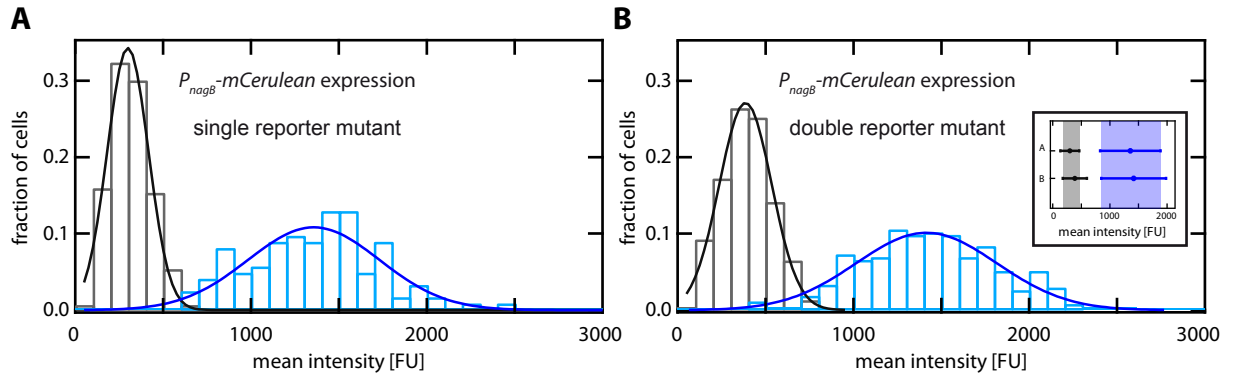 A
P_nagB-mCerulean expression
single reporter mutant
fraction of cells
0.3
0.2
0.1
0.0
0
1000
2000
3000
mean intensity [FU]
B
P_nagB-mCerulean expression
double reporter mutant
fraction of cells
0.3
0.2
0.1
0.0
0
1000
2000
3000
mean intensity [FU]
A
B
0
1000
2000
mean intensity [FU]